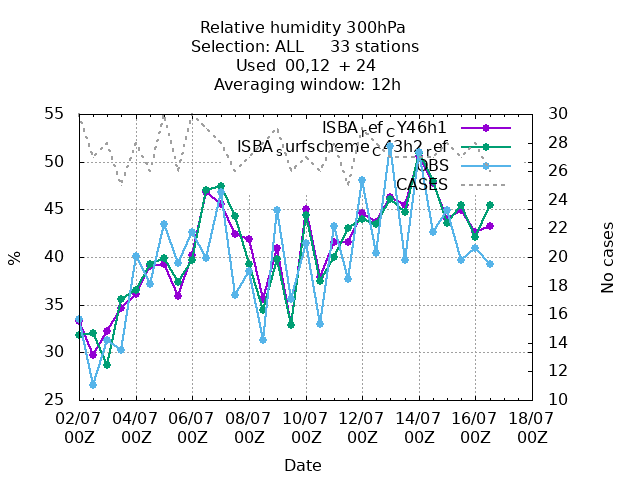 Relative humidity 300hPa
Selection: ALL 33 stations
Used 00,12 + 24
Averaging window: 12h
ISBA_ref_CY46h1
ISBA_surfscheme_C43h2_ref
OBS
CASES
55
50
45
40
35
30
25
%
30
28
26
24
22
20
18
16
14
12
10
No cases
02/07 04/07 06/07 08/07 10/07 12/07 14/07 16/07 18/07
00Z 00Z 00Z 00Z 00Z 00Z 00Z 00Z 00Z
Date